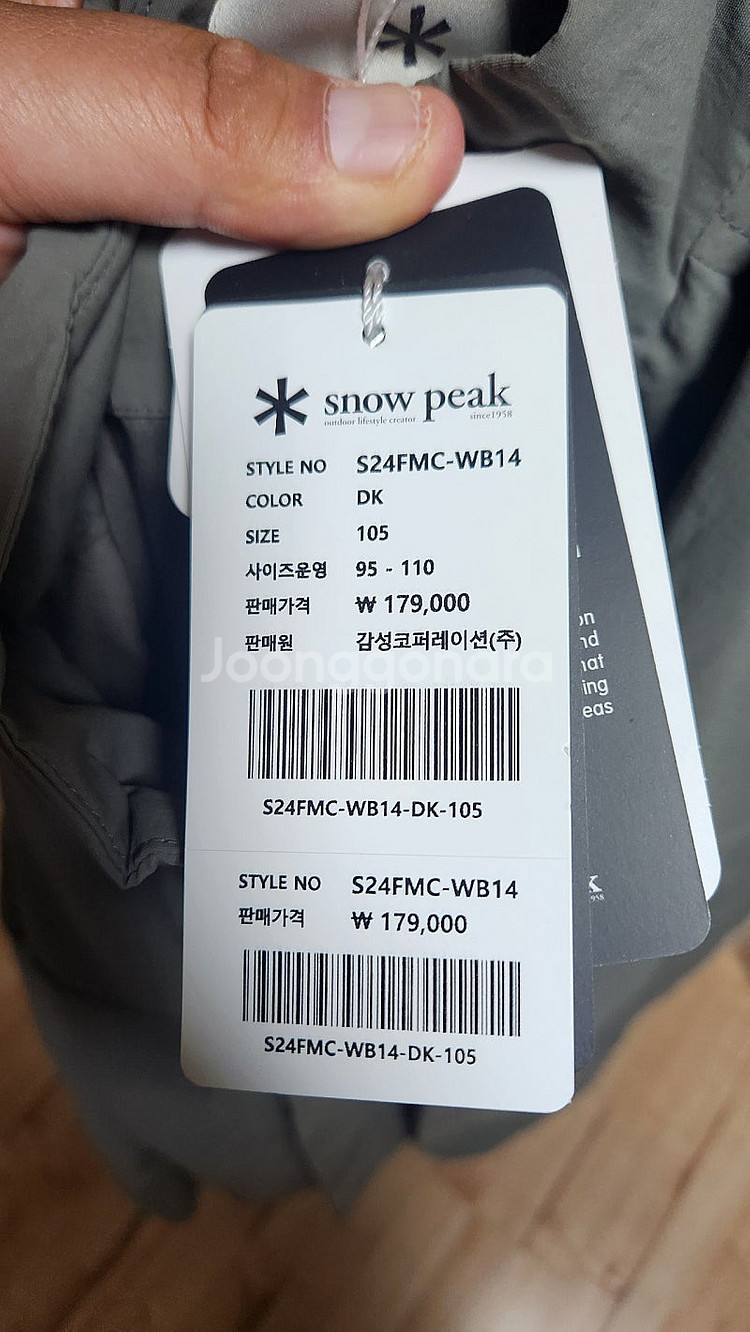 snow peak
outdoor lifestyle creator since1958
STYLE NO S24FMC-WB14
COLOR DK
SIZE 105
사이즈운영 95 - 110
판매가격 ₩ 179,000
판매원 감성코퍼레이션(주)
Joonggonara
S24FMC-WB14-DK-105
STYLE NO S24FMC-WB14
판매가격 ₩ 179,000
S24FMC-WB14-DK-105